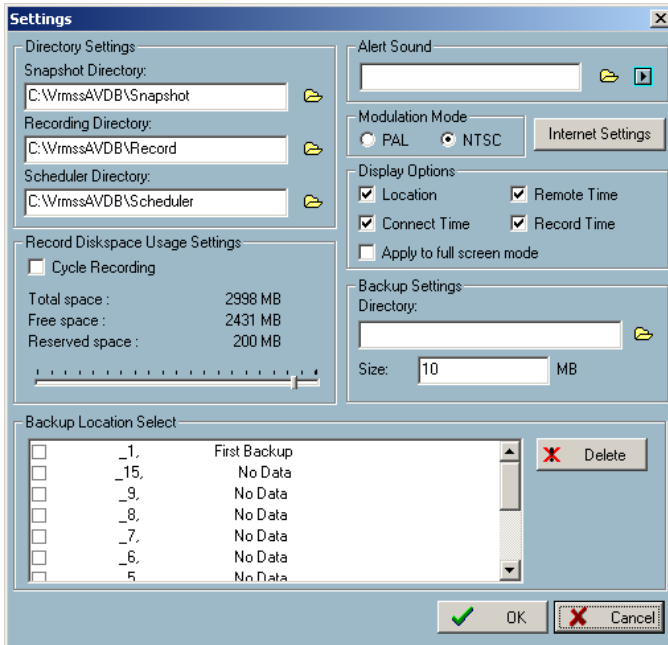 Settings
Directory Settings
Snapshot Directory:
C:\VrmssAVDB\Snapshot
Recording Directory:
C:\VrmssAVDB\Record
Scheduler Directory:
C:\VrmssAVDB\Scheduler
Record Diskspace Usage Settings
Cycle Recording
Total space : 2998 MB
Free space : 2431 MB
Reserved space : 200 MB
Alert Sound
Modulation Mode
PAL NTSC
Internet Settings
Display Options
Location Remote Time
Connect Time Record Time
Apply to full screen mode
Backup Settings
Directory:
Size: 10 MB
Backup Location Select
_1, First Backup
_15, No Data
_9, No Data
_8, No Data
_7, No Data
_6, No Data
_5, No Data
Delete
OK Cancel